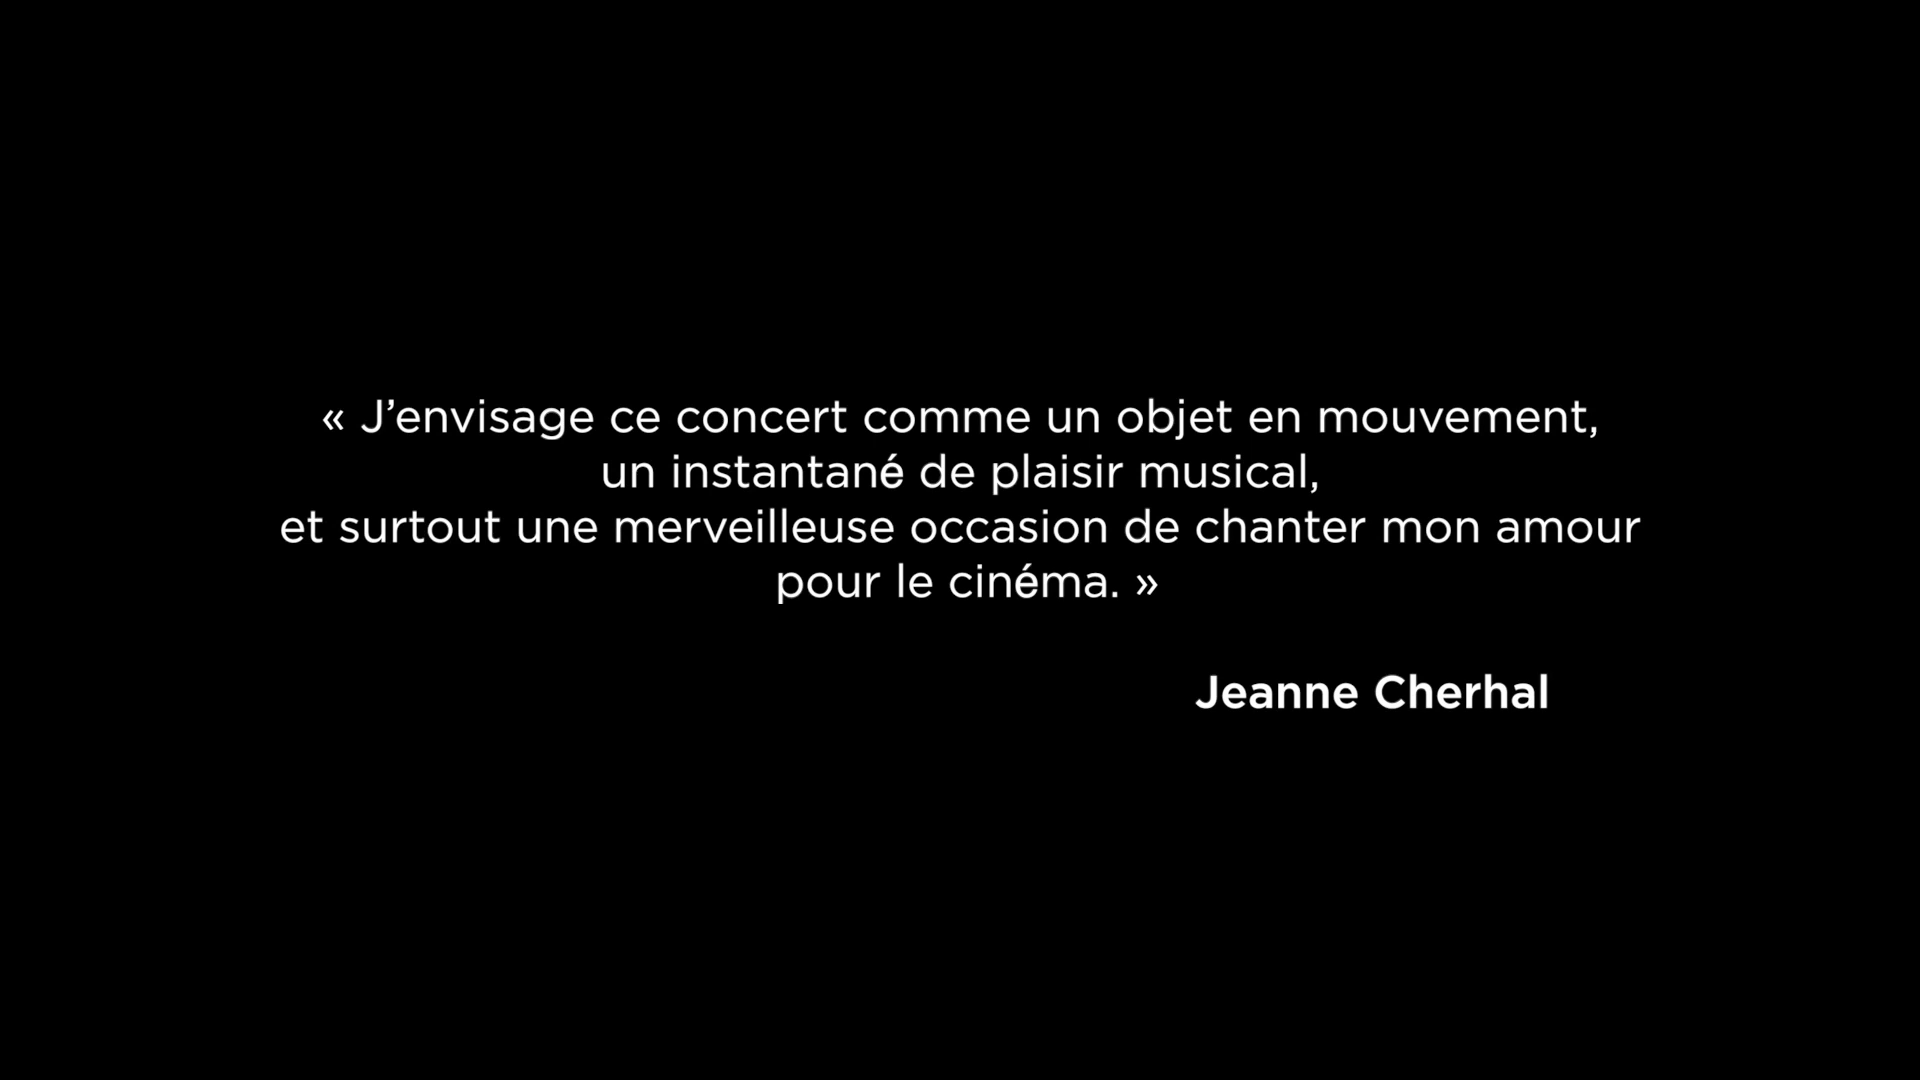 « J’envisage ce concert comme un objet en mouvement,
un instantané de plaisir musical,
et surtout une merveilleuse occasion de chanter mon amour
pour le cinéma. »
Jeanne Cherhal